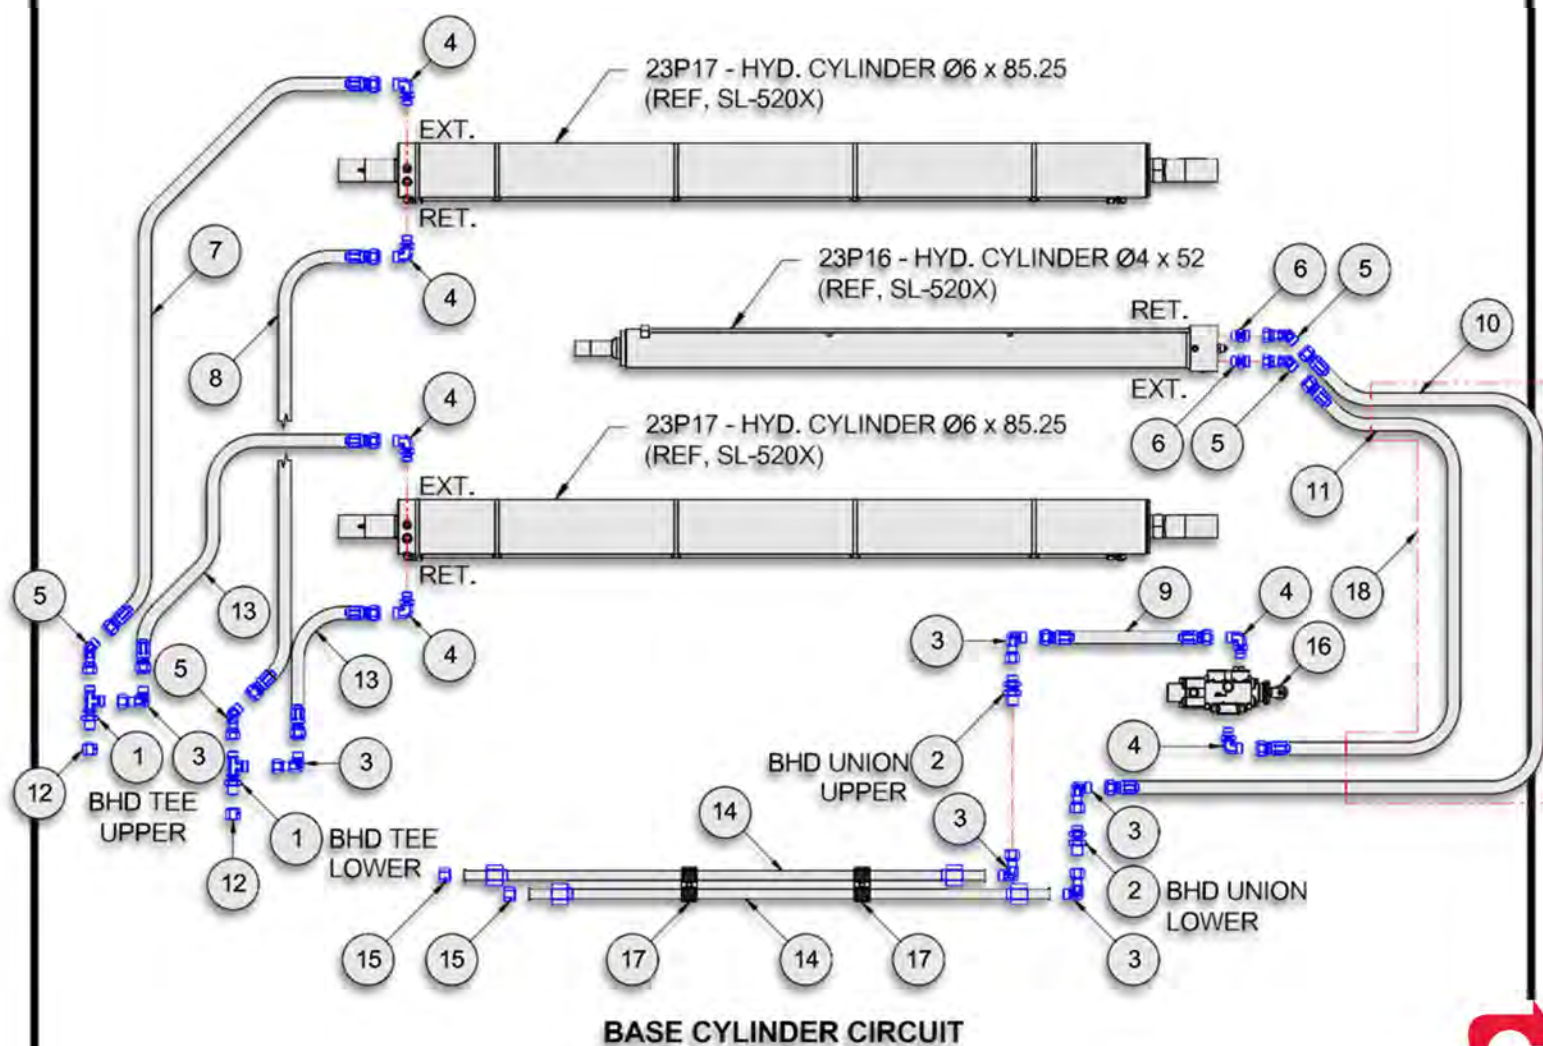 4
23P17 - HYD. CYLINDER Ø6 x 85.25
(REF, SL-520X)
EXT.
RET.
7
4
8
23P16 - HYD. CYLINDER Ø4 x 52
(REF, SL-520X)
RET.
EXT.
6
5
10
6
5
11
4
23P17 - HYD. CYLINDER Ø6 x 85.25
(REF, SL-520X)
EXT.
RET.
5
13
5
13
4
3
9
4
18
16
12
1
3
3
BHD TEE
UPPER
12
1
BHD TEE
LOWER
BHD UNION
UPPER
2
4
3
14
3
2
BHD UNION
LOWER
15
15
17
14
17
3
BASE CYLINDER CIRCUIT